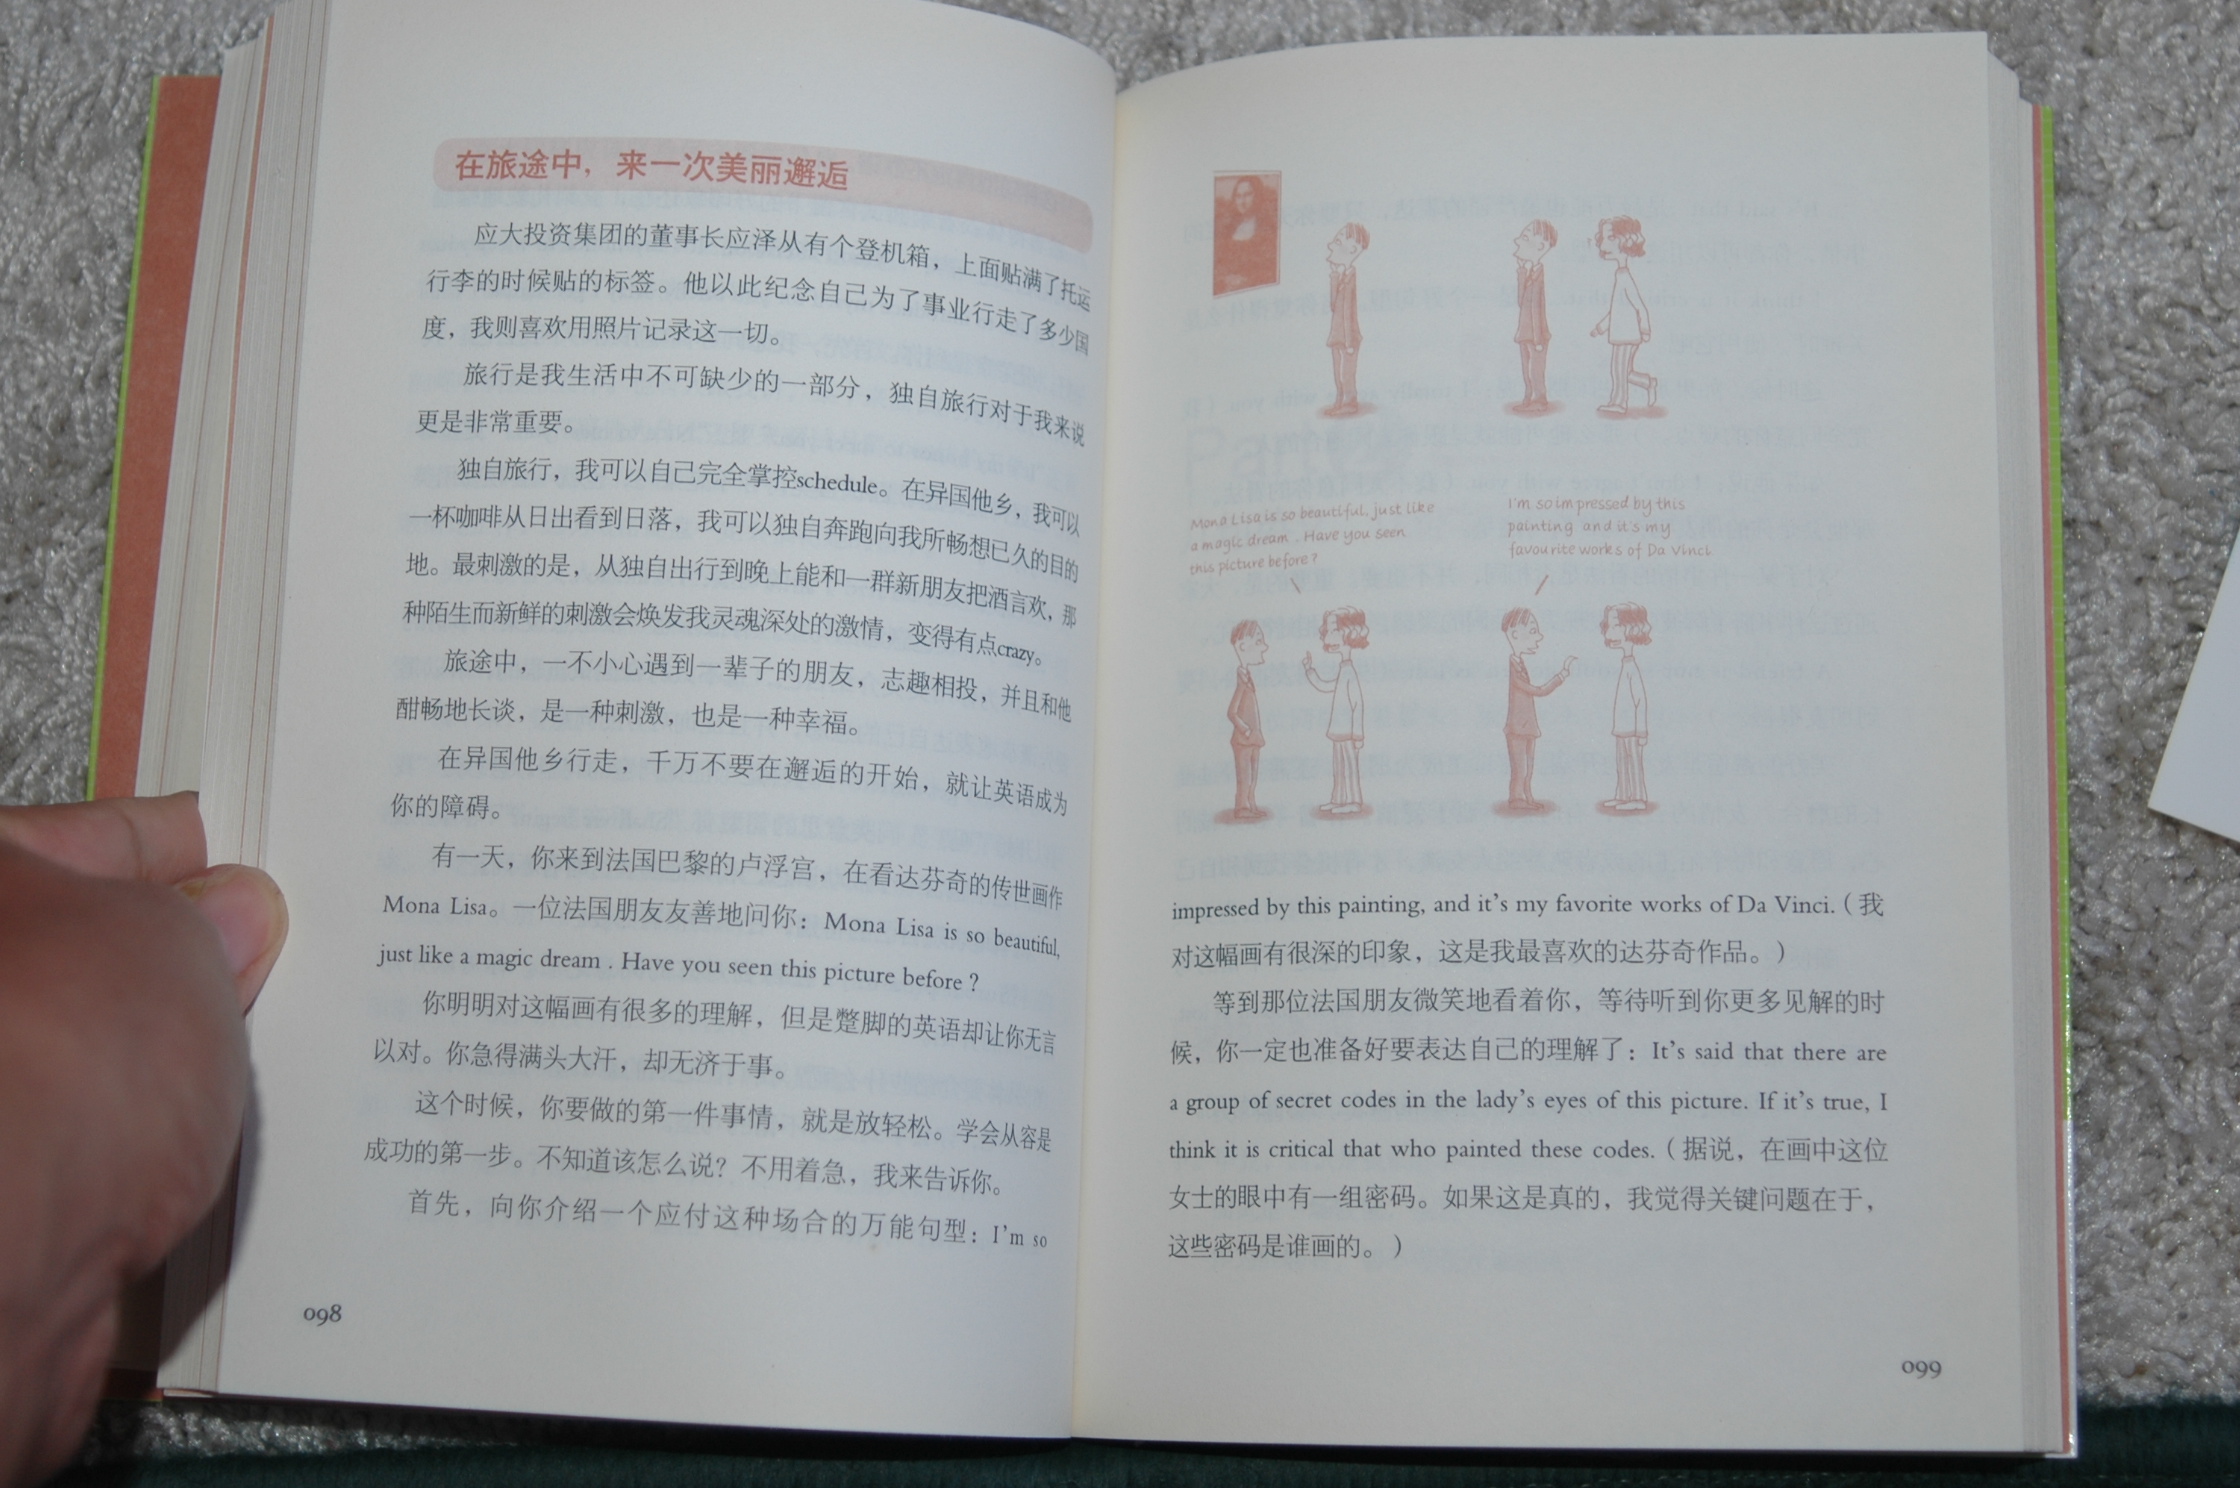 在旅途中，来一次美丽邂逅
应大投资集团的董事长应泽从有个登机箱，上面贴满了托运
行李的时候贴的标签。他以此纪念自己为了事业行走了多少国
度，我则喜欢用照片记录这一切。
旅行是我生活中不可缺少的一部分，独自旅行对于我来说
更是非常重要。
独自旅行，我可以自己完全掌控schedule。在异国他乡，我可以
一杯咖啡从日出看到日落，我可以独自奔跑向我所畅想已久的目的
地。最刺激的是，从独自出行到晚上能和一群新朋友把酒言欢，那
种陌生而新鲜的刺激会焕发我灵魂深处的激情，变得有点crazy。
旅途中，一不小心遇到一辈子的朋友，志趣相投，并且和他
酣畅地长谈，是一种刺激，也是一种幸福。
在异国他乡行走，千万不要在邂逅的开始，就让英语成为
你的障碍。
有一天，你来到法国巴黎的卢浮宫，在看达芬奇的传世画作
Mona Lisa。一位法国朋友友善地问你：Mona Lisa is so beautiful,
just like a magic dream . Have you seen this picture before？
你明明对这幅画有很多的理解，但是蹩脚的英语却让你无言
以对。你急得满头大汗，却无济于事。
这个时候，你要做的第一件事情，就是放轻松。学会从容是
成功的第一步。不知道该怎么说？不用着急，我来告诉你。
首先，向你介绍一个应付这种场合的万能句型：I'm so
098
Mona Lisa is so beautiful, just like
a magic dream . Have you seen
this picture before?
I'm so impressed by this
painting and it's my
favourite works of Da Vinci
impressed by this painting, and it's my favorite works of Da Vinci.（我
对这幅画有很深的印象，这是我最喜欢的达芬奇作品。）
等到那位法国朋友微笑地看着你，等待听到你更多见解的时
候，你一定也准备好要表达自己的理解了：It's said that there are
a group of secret codes in the lady's eyes of this picture. If it's true, I
think it is critical that who painted these codes.（据说，在画中这位
女士的眼中有一组密码。如果这是真的，我觉得关键问题在于，
这些密码是谁画的。）
099